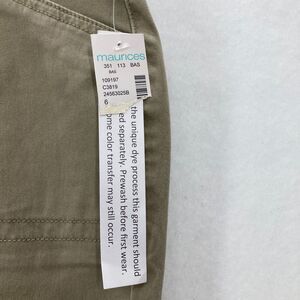 maurices
351 113 BAS
BAS
109197
C3819
24563025B
6
the unique dye process this garment should
ed separately. Prewash before first wear.
ome color transfer may still occur.